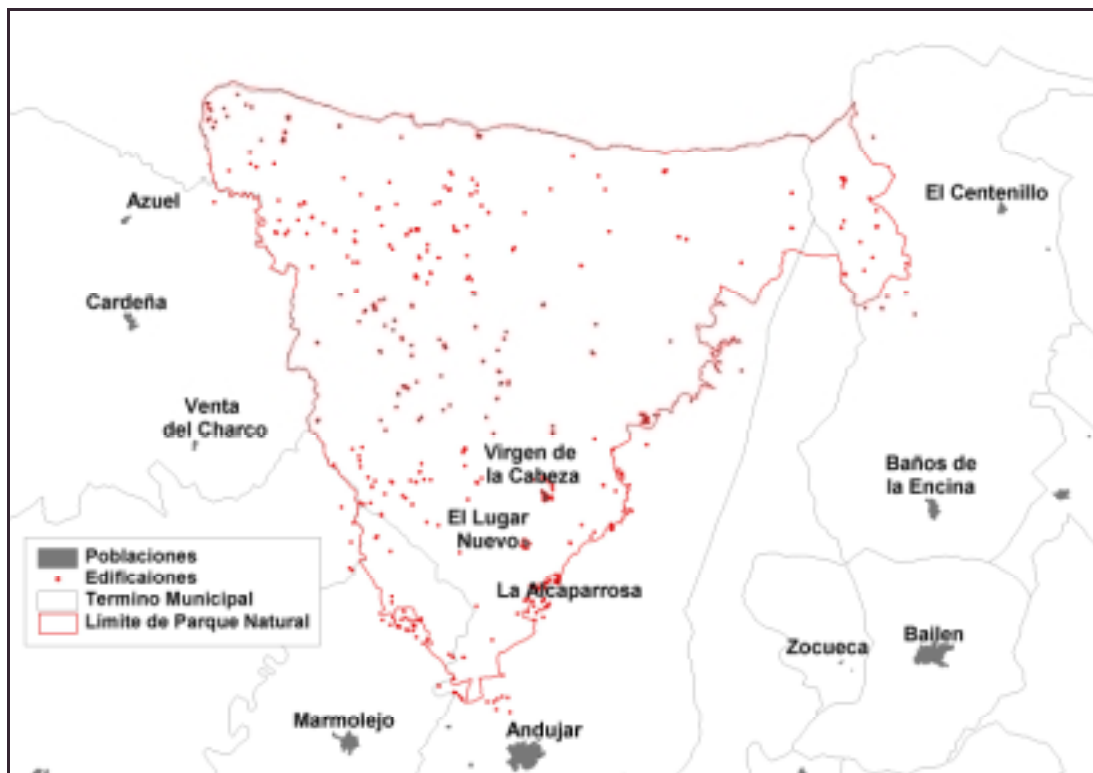 Azuel
El Centenillo
Cardeña
Venta
del Charco
Virgen de
la Cabeza
Baños de
la Encina
El Lugar
Nuevo
Poblaciones
Edificaiones
Termino Municipal
Límite de Parque Natural
La Alcaparrosa
Zocueca
Bailen
Marmolejo
Andujar